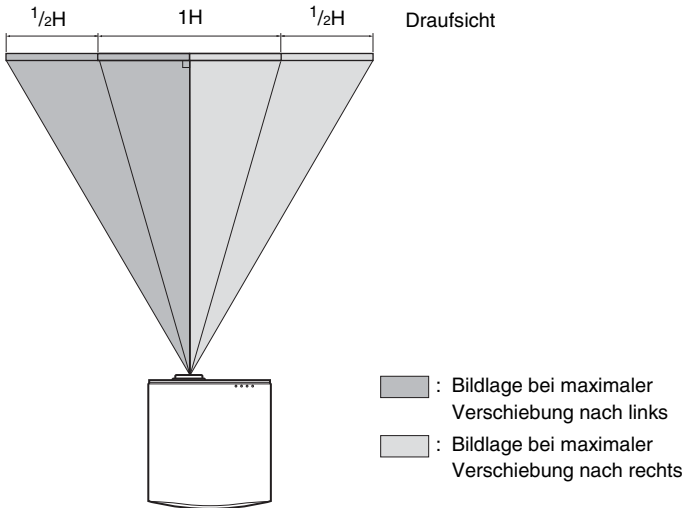 1/2H 1H 1/2H Draufsicht
: Bildlage bei maximaler
Verschiebung nach links
: Bildlage bei maximaler
Verschiebung nach rechts